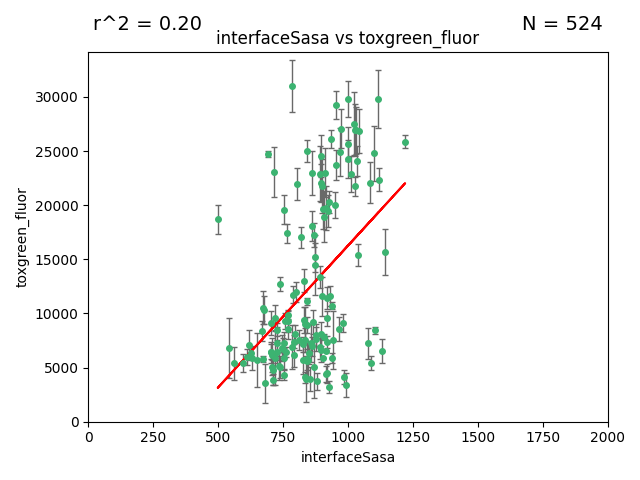 r^2 = 0.20
N = 524
interfaceSasa vs toxgreen_fluor
30000
25000
20000
15000
10000
5000
0
toxgreen_fluor
0 250 500 750 1000 1250 1500 1750 2000
interfaceSasa